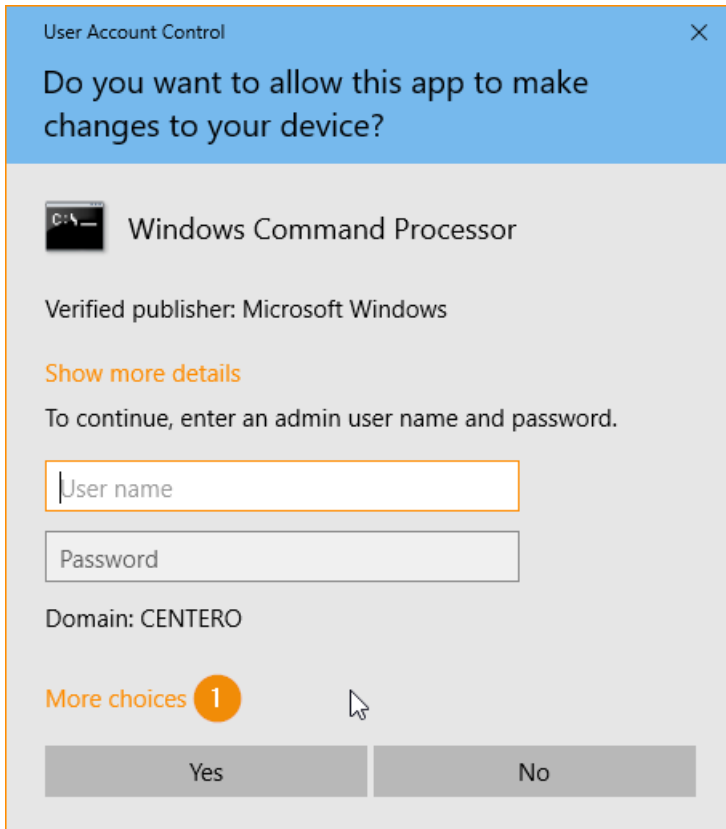 User Account Control
Do you want to allow this app to make
changes to your device?
C:\_
Windows Command Processor
Verified publisher: Microsoft Windows
Show more details
To continue, enter an admin user name and password.
User name
Password
Domain: CENTERO
More choices 1
Yes No